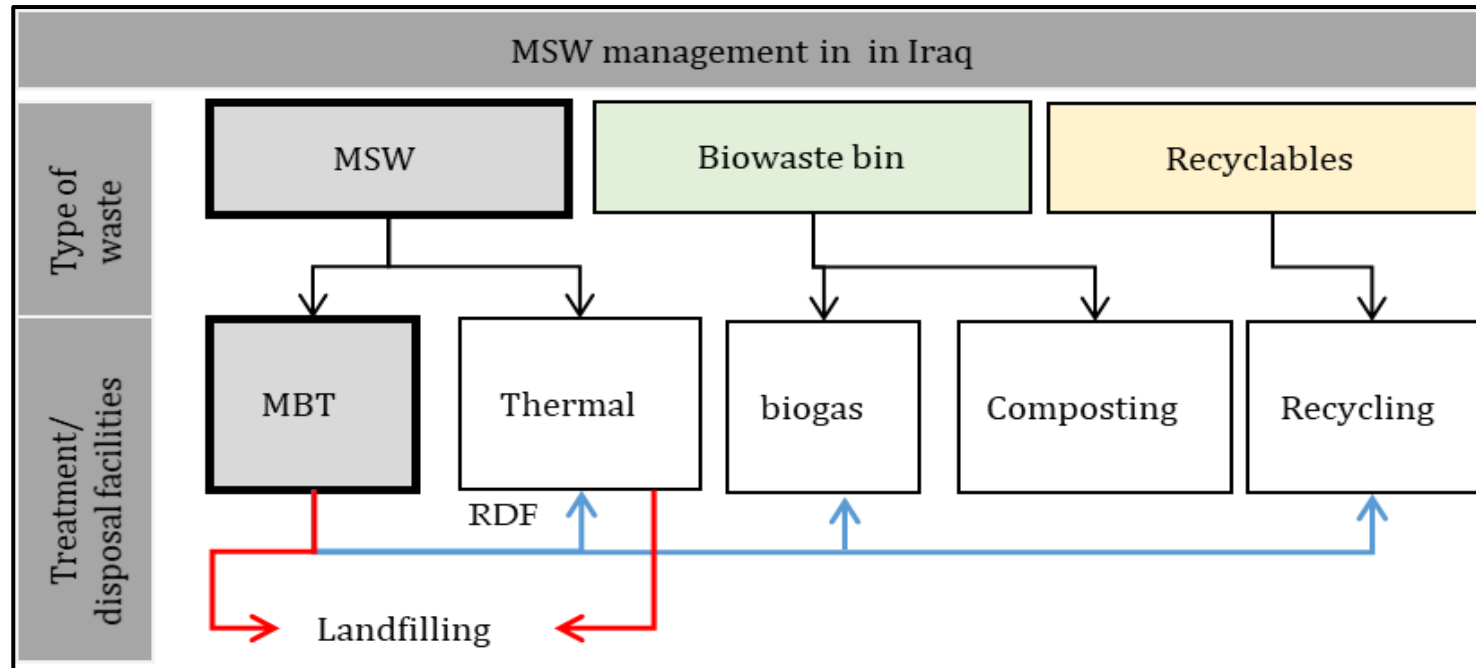 MSW management in in Iraq
Type of
waste
MSW
Biowaste bin
Recyclables
Treatment/
disposal facilities
MBT
Thermal
biogas
Composting
Recycling
RDF
Landfilling